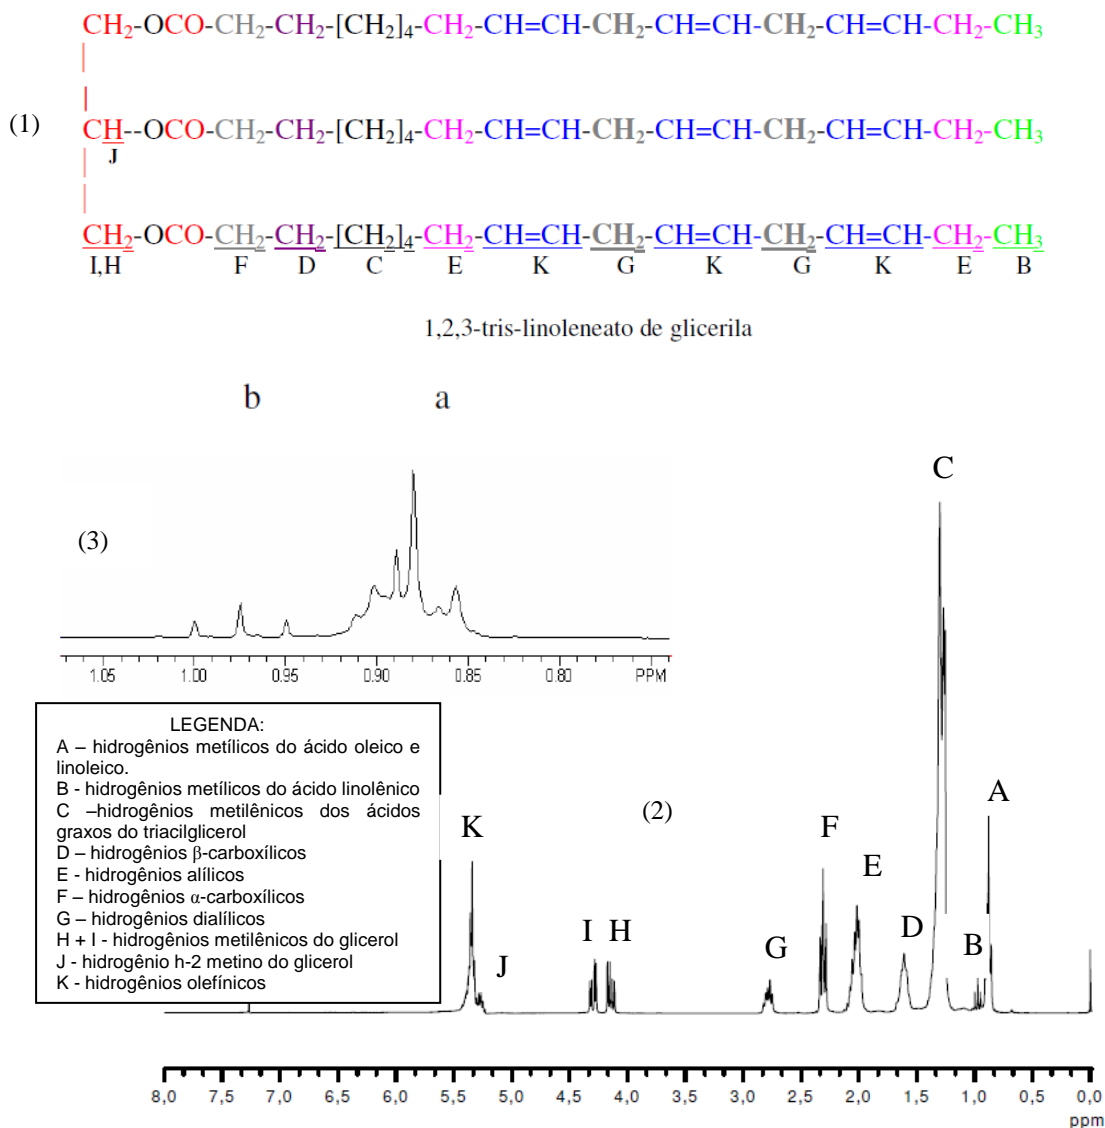 CH₂-OCO-CH₂-CH₂-[CH₂]₄-CH₂-CH=CH-CH₂-CH=CH-CH₂-CH=CH-CH₂-CH₃
(1)
CH--OCO-CH₂-CH₂-[CH₂]₄-CH₂-CH=CH-CH₂-CH=CH-CH₂-CH=CH-CH₂-CH₃
J
CH₂-OCO-CH₂-CH₂-[CH₂]₄-CH₂-CH=CH-CH₂-CH=CH-CH₂-CH=CH-CH₂-CH₃
I,H F D C E K G K G K E B
1,2,3-tris-linoleneato de glicerila
b a
(3)
1.05 1.00 0.95 0.90 0.85 0.80 PPM
LEGENDA:
A – hidrogênios metílicos do ácido oleico e
linoleico.
B - hidrogênios metílicos do ácido linolênico
C –hidrogênios metilênicos dos ácidos
graxos do triacilglicerol
D – hidrogênios β-carboxílicos
E - hidrogênios alílicos
F – hidrogênios α-carboxílicos
G – hidrogênios dialílicos
H + I - hidrogênios metilênicos do glicerol
J - hidrogênio h-2 metino do glicerol
K - hidrogênios olefínicos
(2)
K J I H G F E D C B A
8,0 7,5 7,0 6,5 6,0 5,5 5,0 4,5 4,0 3,5 3,0 2,5 2,0 1,5 1,0 0,5 0,0
ppm